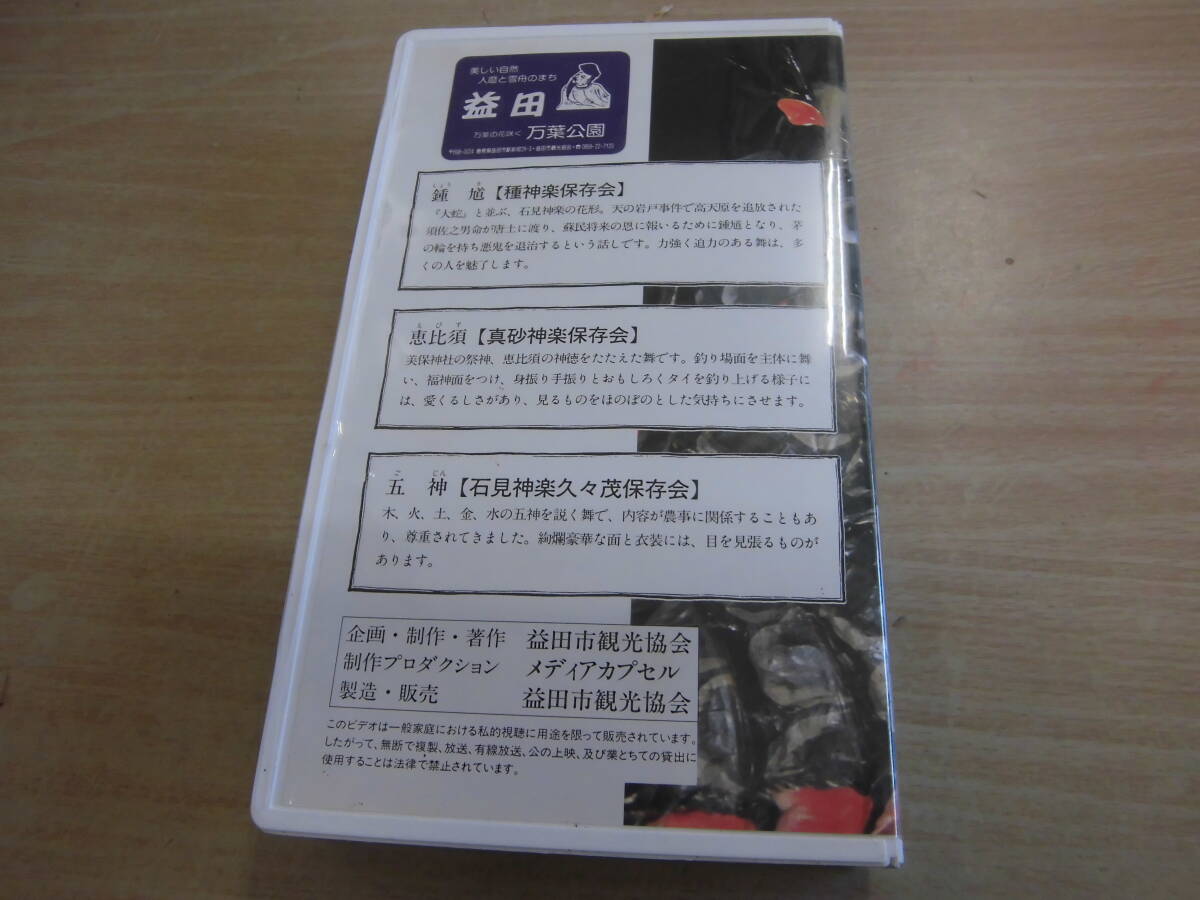 美しい自然
人麿と雪舟のまち
益田
万葉の花咲く 万葉公園
しょう き
鍾 馗【種神楽保存会】
『大蛇』と並ぶ、石見神楽の花形。天の岩戸事件で高天原を追放された
須佐之男命が唐土に渡り、蘇民将来の恩に報いるために鍾馗となり、茅
の輪を持ち悪鬼を退治するという話しです。力強く迫力のある舞は、多
くの人を魅了します。
えびす
恵比須【真砂神楽保存会】
美保神社の祭神、恵比須の神徳をたたえた舞です。釣り場面を主体に舞
い、福神面をつけ、身振り手振りとおもしろくタイを釣り上げる様子に
は、愛くるしさがあり、見るものをほのぼのとした気持ちにさせます。
ご じん
五 神【石見神楽久々茂保存会】
木、火、土、金、水の五神を説く舞で、内容が農事に関係することもあ
り、尊重されてきました。絢爛豪華な面と衣装には、目を見張るものが
あります。
企画・制作・著作 益田市観光協会
制作プロダクション メディアカプセル
製造・販売 益田市観光協会
このビデオは一般家庭における私的視聴に用途を限って販売されています。
したがって、無断で複製、放送、有線放送、公の上映、及び業とちての貸出に
使用することは法律で禁止されています。